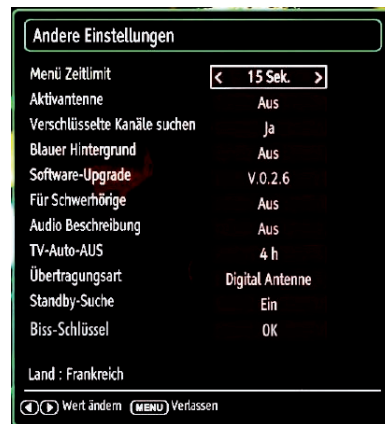 Andere Einstellungen
Menü Zeitlimit < 15 Sek. >
Aktivantenne Aus
Verschlüsselte Kanäle suchen Ja
Blauer Hintergrund Aus
Software-Upgrade V.0.2.6
Für Schwerhörige Aus
Audio Beschreibung Aus
TV-Auto-AUS 4 h
Übertragungsart Digital Antenne
Standby-Suche Ein
Biss-Schlüssel OK
Land : Frankreich
Wert ändern MENU Verlassen